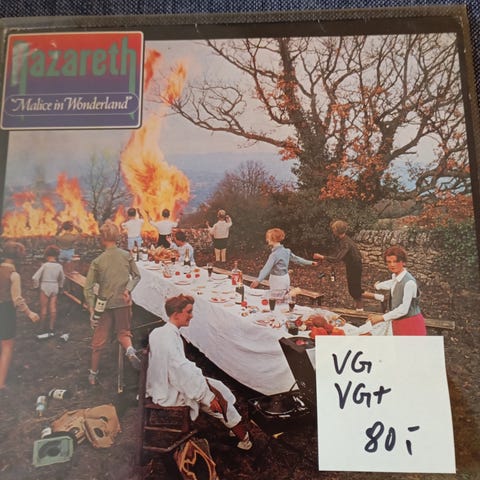 Nazareth
"Malice in Wonderland"
VG
VG+
80:-